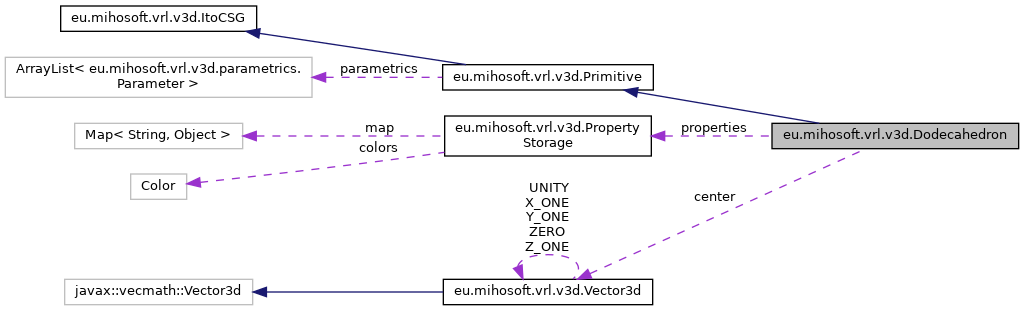 eu.mihosoft.vrl.v3d.ItoCSG
ArrayList< eu.mihosoft.vrl.v3d.parametrics.
Parameter >
parametrics
eu.mihosoft.vrl.v3d.Primitive
Map< String, Object >
map
colors
eu.mihosoft.vrl.v3d.Property
Storage
properties
eu.mihosoft.vrl.v3d.Dodecahedron
Color
center
UNITY
X_ONE
Y_ONE
ZERO
Z_ONE
javax::vecmath::Vector3d
eu.mihosoft.vrl.v3d.Vector3d